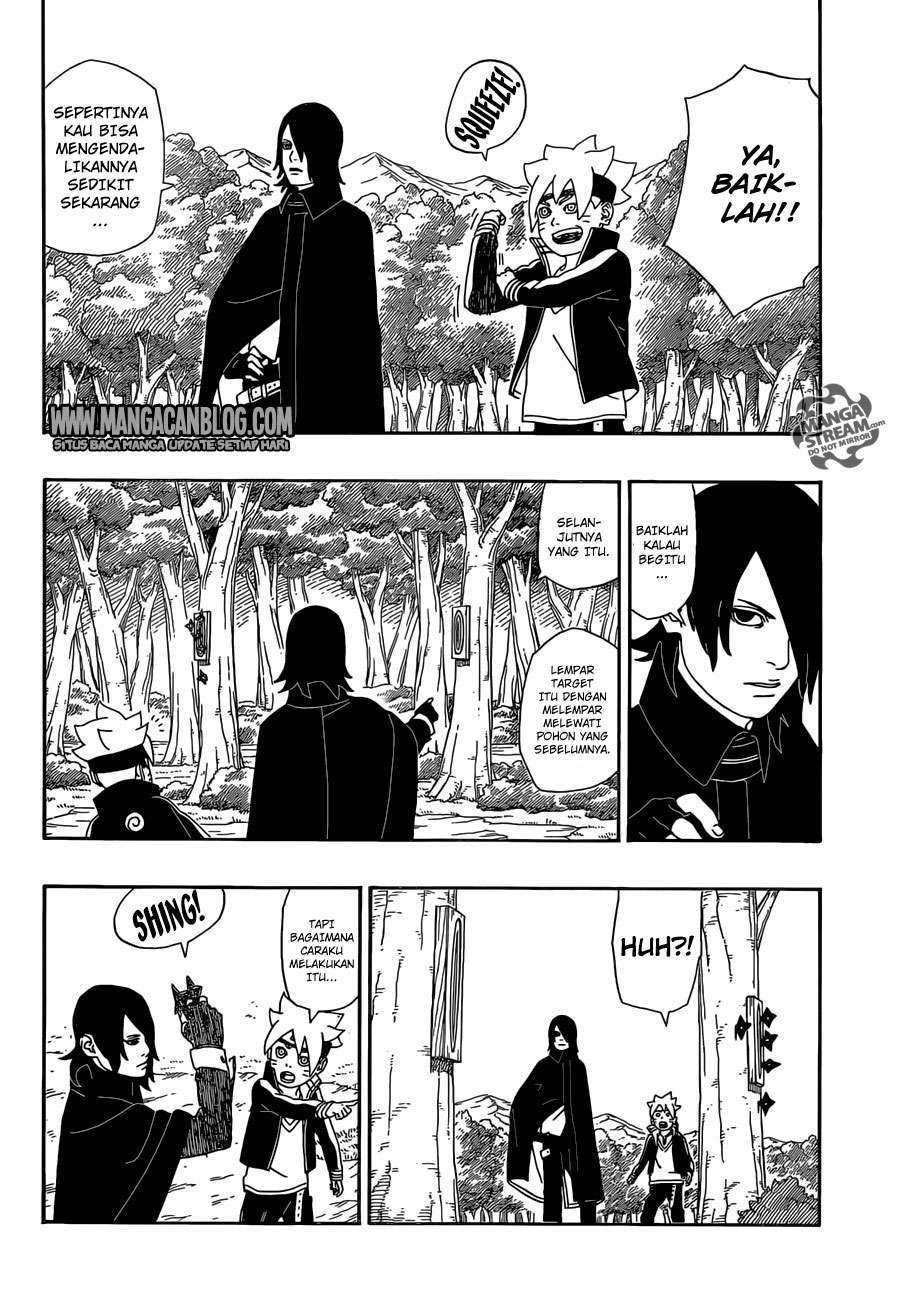 YA,
BAIK-
LAH!!
SQUEEZE!
SEPERTINYA
KAU BISA
MENGENDA-
LIKANNYA
SEDIKIT
SEKARANG
...
WWW.MANGACANBLOG.COM
SITUS BACA MANGA UPDATE SETIAP HARI
MANGA
STREAM.com
DO NOT MIRROR
BAIKLAH
KALAU
BEGITU
...
SELAN-
JUTNYA
YANG ITU.
LEMPAR
TARGET
ITU DENGAN
MELEMPAR
MELEWATI
POHON YANG
SEBELUMNYA.
HUH?!
TAPI
BAGAIMANA
CARAKU
MELAKUKAN
ITU...
SHING!